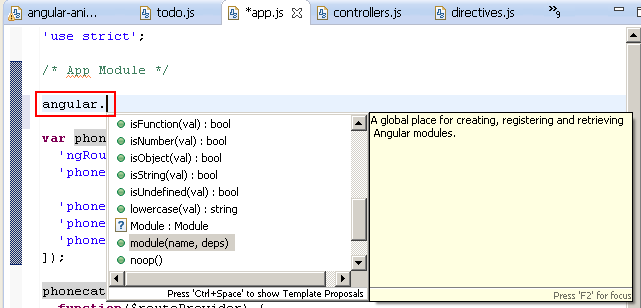 angular-ani...
todo.js
*app.js
controllers.js
directives.js
»9
'use strict';
/* App Module */
angular.
isFunction(val) : bool
isNumber(val) : bool
isObject(val) : bool
isString(val) : bool
isUndefined(val) : bool
lowercase(val) : string
Module : Module
module(name, deps)
noop()
Press 'Ctrl+Space' to show Template Proposals
A global place for creating, registering and retrieving
Angular modules.
Press 'F2' for focus
var phon
'ngRou
'phone
'phone
'phone
'phone
]);
phonecat